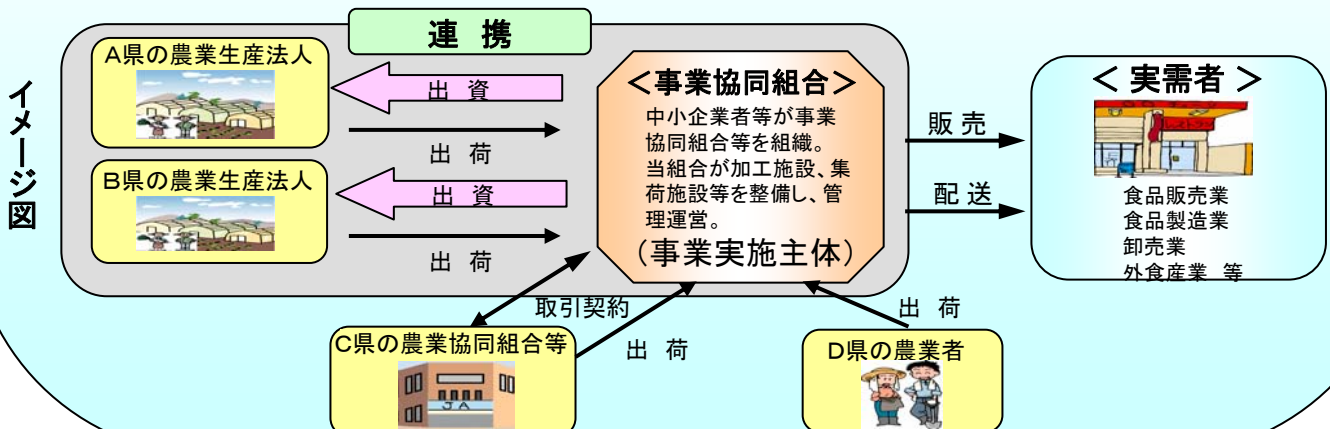 イメージ図
連 携
A県の農業生産法人
出 資
出 荷
B県の農業生産法人
出 資
出 荷
＜事業協同組合＞
中小企業者等が事業
協同組合等を組織。
当組合が加工施設、集
荷施設等を整備し、管
理運営。
（事業実施主体）
販 売
配 送
＜ 実需者 ＞
レストラン
食品販売業
食品製造業
卸売業
外食産業 等
取引契約
出 荷
出 荷
C県の農業協同組合等
JA
D県の農業者